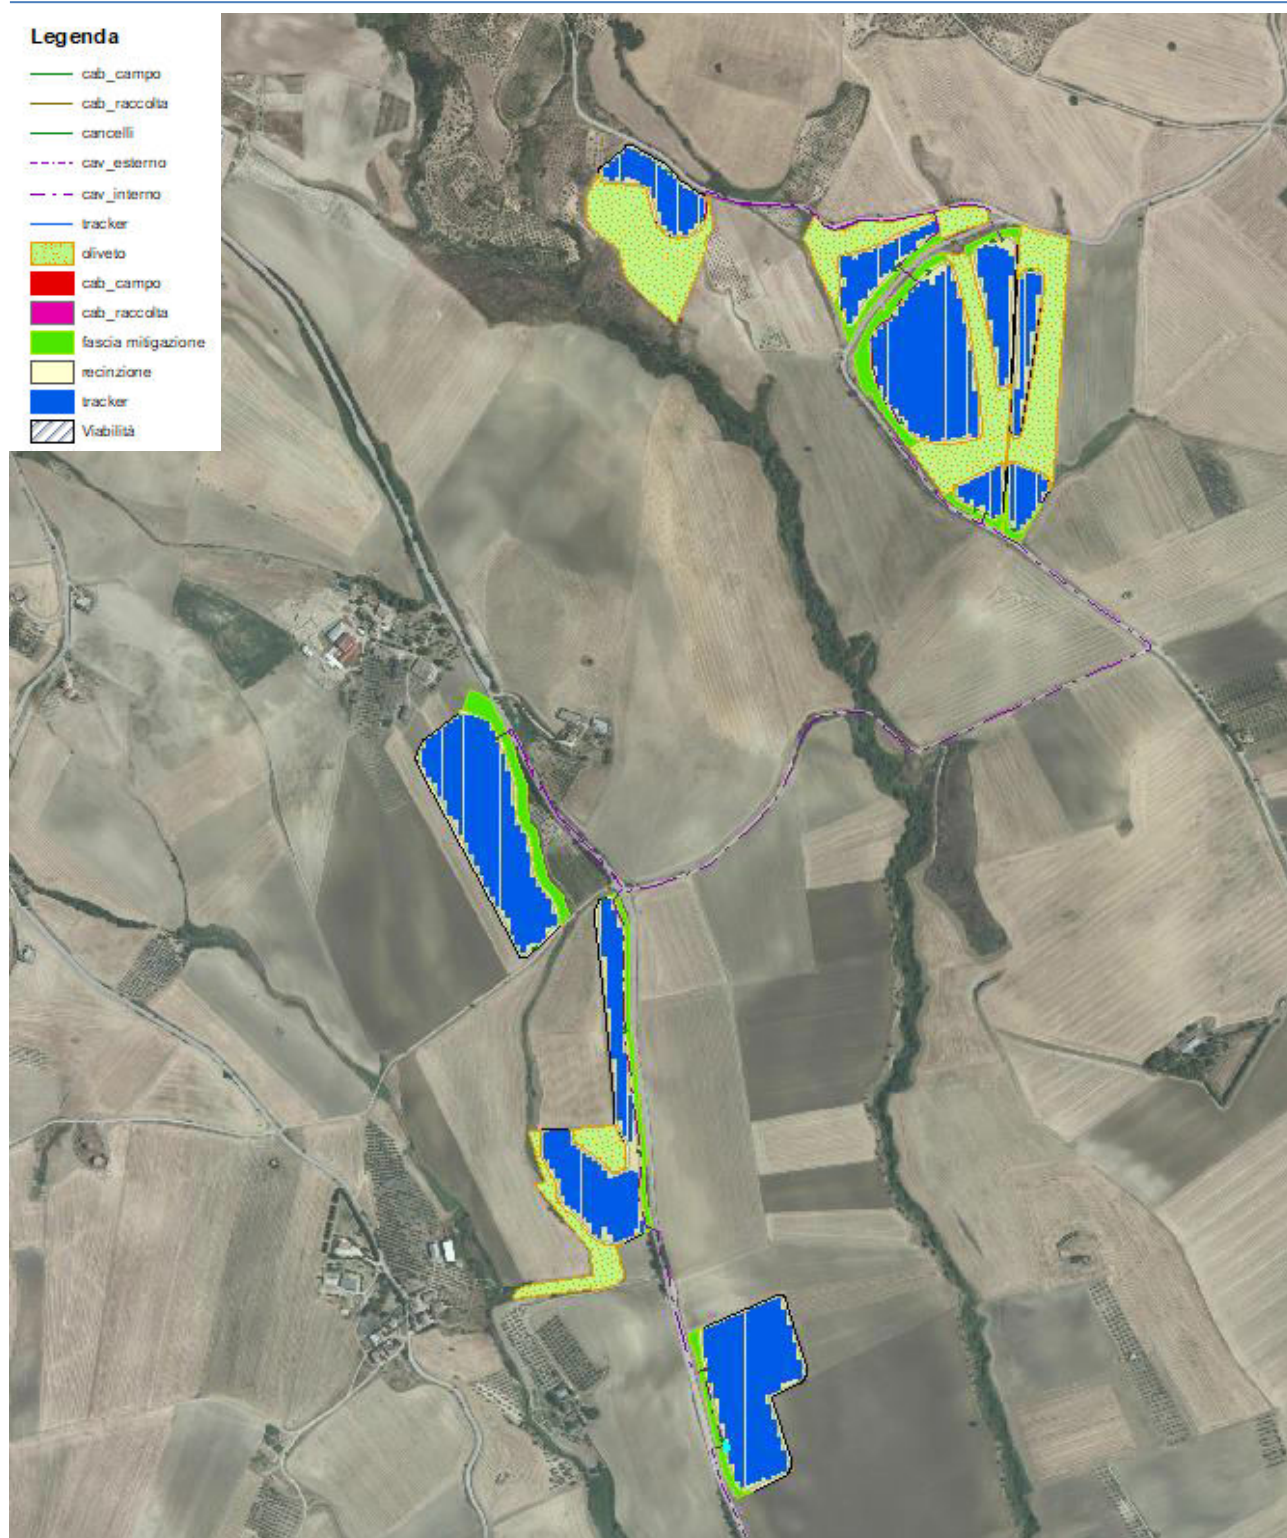 Legenda
cab_campo
cab_raccolta
cancelli
cav_esterno
cav_interno
tracker
oliveto
cab_campo
cab_raccolta
fascia mitigazione
recinzione
tracker
Viabilità